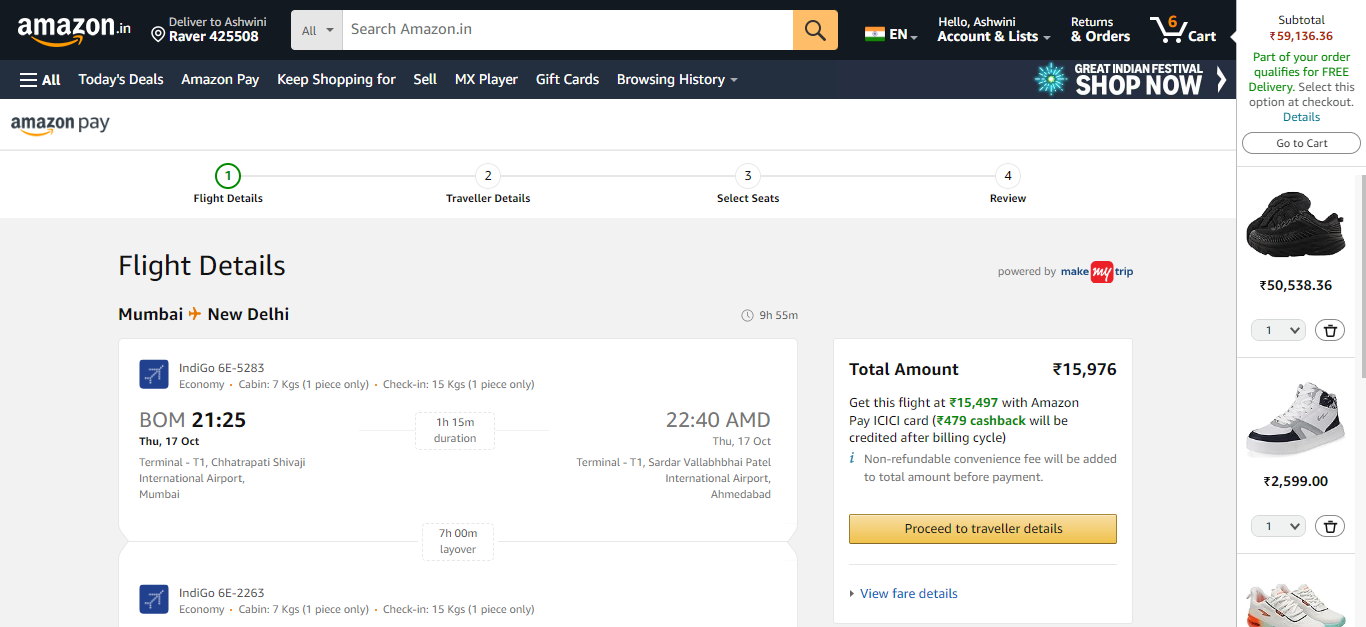 amazon.in
Deliver to Ashwini
Raver 425508
All
Search Amazon.in
EN
Hello, Ashwini
Account & Lists
Returns
& Orders
6
Cart
All
Today's Deals
Amazon Pay
Keep Shopping for
Sell
MX Player
Gift Cards
Browsing History
GREAT INDIAN FESTIVAL
SHOP NOW
amazon pay
1
Flight Details
2
Traveller Details
3
Select Seats
4
Review
Flight Details
powered by make my trip
Mumbai ✈ New Delhi
9h 55m
IndiGo 6E-5283
Economy · Cabin: 7 Kgs (1 piece only) · Check-in: 15 Kgs (1 piece only)
BOM 21:25
Thu, 17 Oct
Terminal - T1, Chhatrapati Shivaji
International Airport,
Mumbai
1h 15m
duration
22:40 AMD
Thu, 17 Oct
Terminal - T1, Sardar Vallabhbhai Patel
International Airport,
Ahmedabad
7h 00m
layover
IndiGo 6E-2263
Economy · Cabin: 7 Kgs (1 piece only) · Check-in: 15 Kgs (1 piece only)
Total Amount
₹15,976
Get this flight at ₹15,497 with Amazon
Pay ICICI card (₹479 cashback will be
credited after billing cycle)
i Non-refundable convenience fee will be added
to total amount before payment.
Proceed to traveller details
View fare details
Subtotal
₹59,136.36
Part of your order
qualifies for FREE
Delivery. Select this
option at checkout.
Details
Go to Cart
₹50,538.36
1
₹2,599.00
1